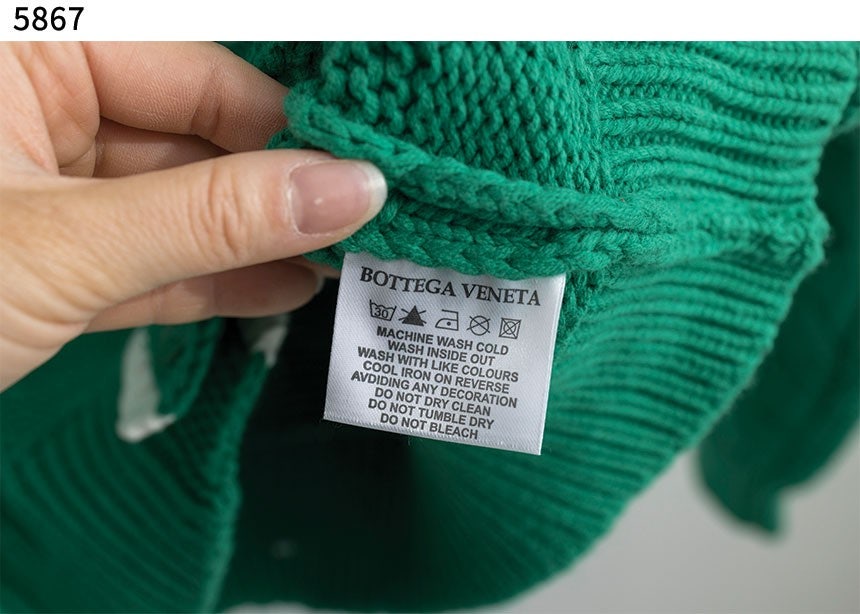 5867
BOTTEGA VENETA
30
MACHINE WASH COLD
WASH INSIDE OUT
WASH WITH LIKE COLOURS
COOL IRON ON REVERSE
AVDIDING ANY DECORATION
DO NOT DRY CLEAN
DO NOT TUMBLE DRY
DO NOT BLEACH